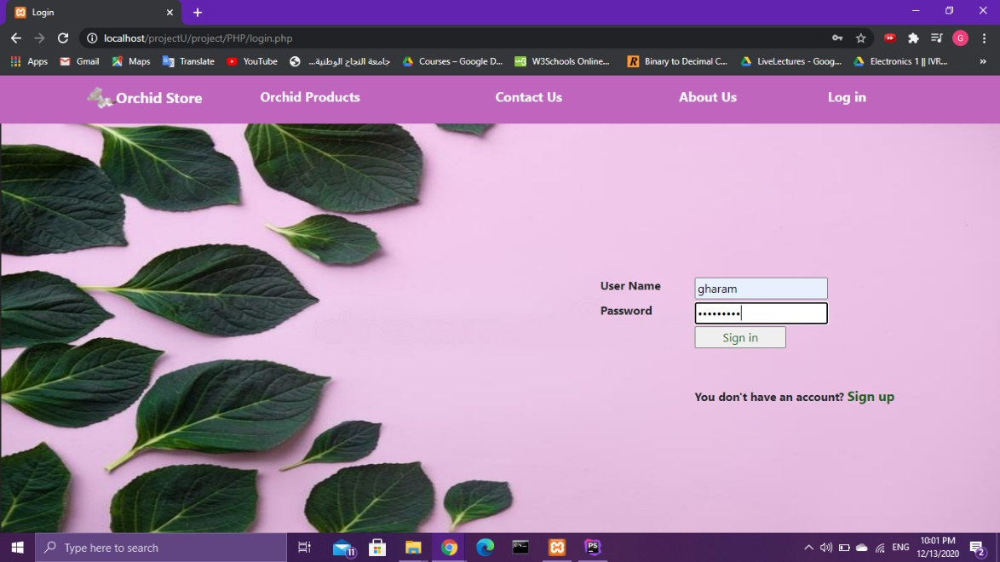 Login
localhost/projectU/project/PHP/login.php
G
Apps
Gmail
Maps
Translate
YouTube
جامعة النجاح الوطنية...
Courses – Google D...
W3Schools Online...
R
Binary to Decimal C...
LiveLectures - Goog...
Electronics 1 || IVR...
»
Orchid Store
Orchid Products
Contact Us
About Us
Log in
User Name
gharam
Password
•••••••••
Sign in
You don't have an account? Sign up
Type here to search
11
PS
ENG
10:01 PM
12/13/2020
2